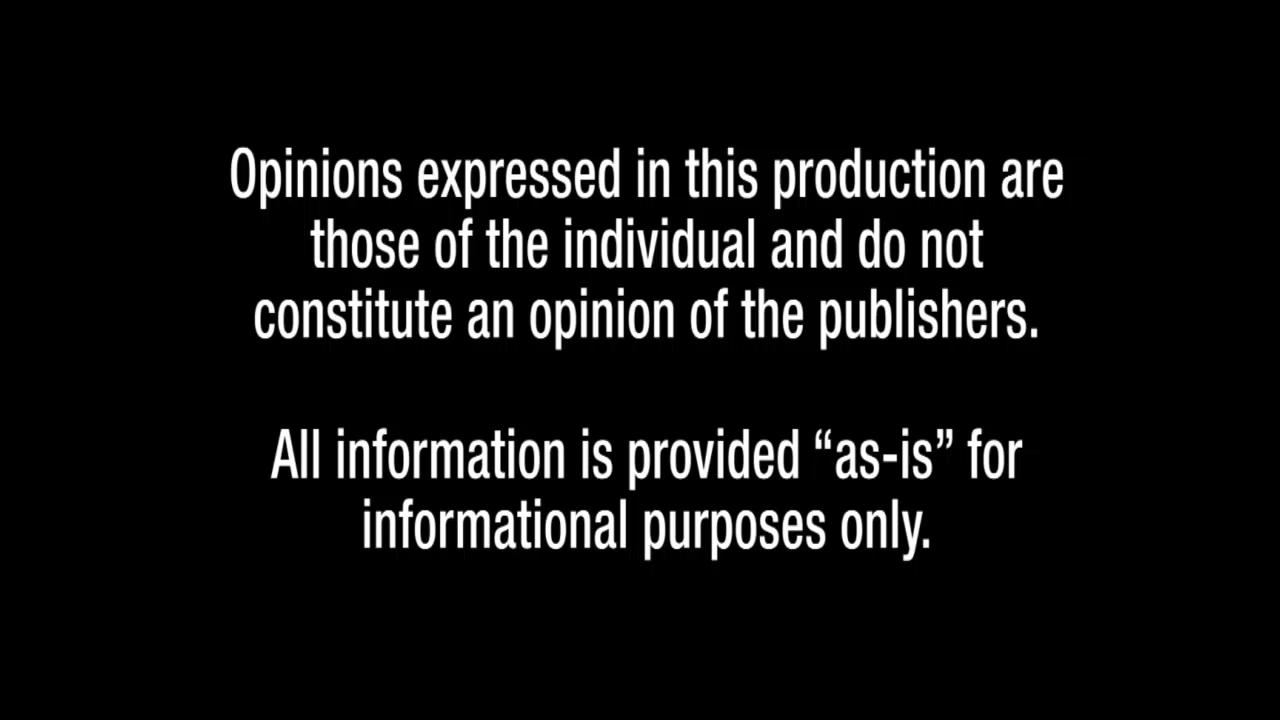 Opinions expressed in this production are
those of the individual and do not
constitute an opinion of the publishers.
All information is provided “as-is” for
informational purposes only.